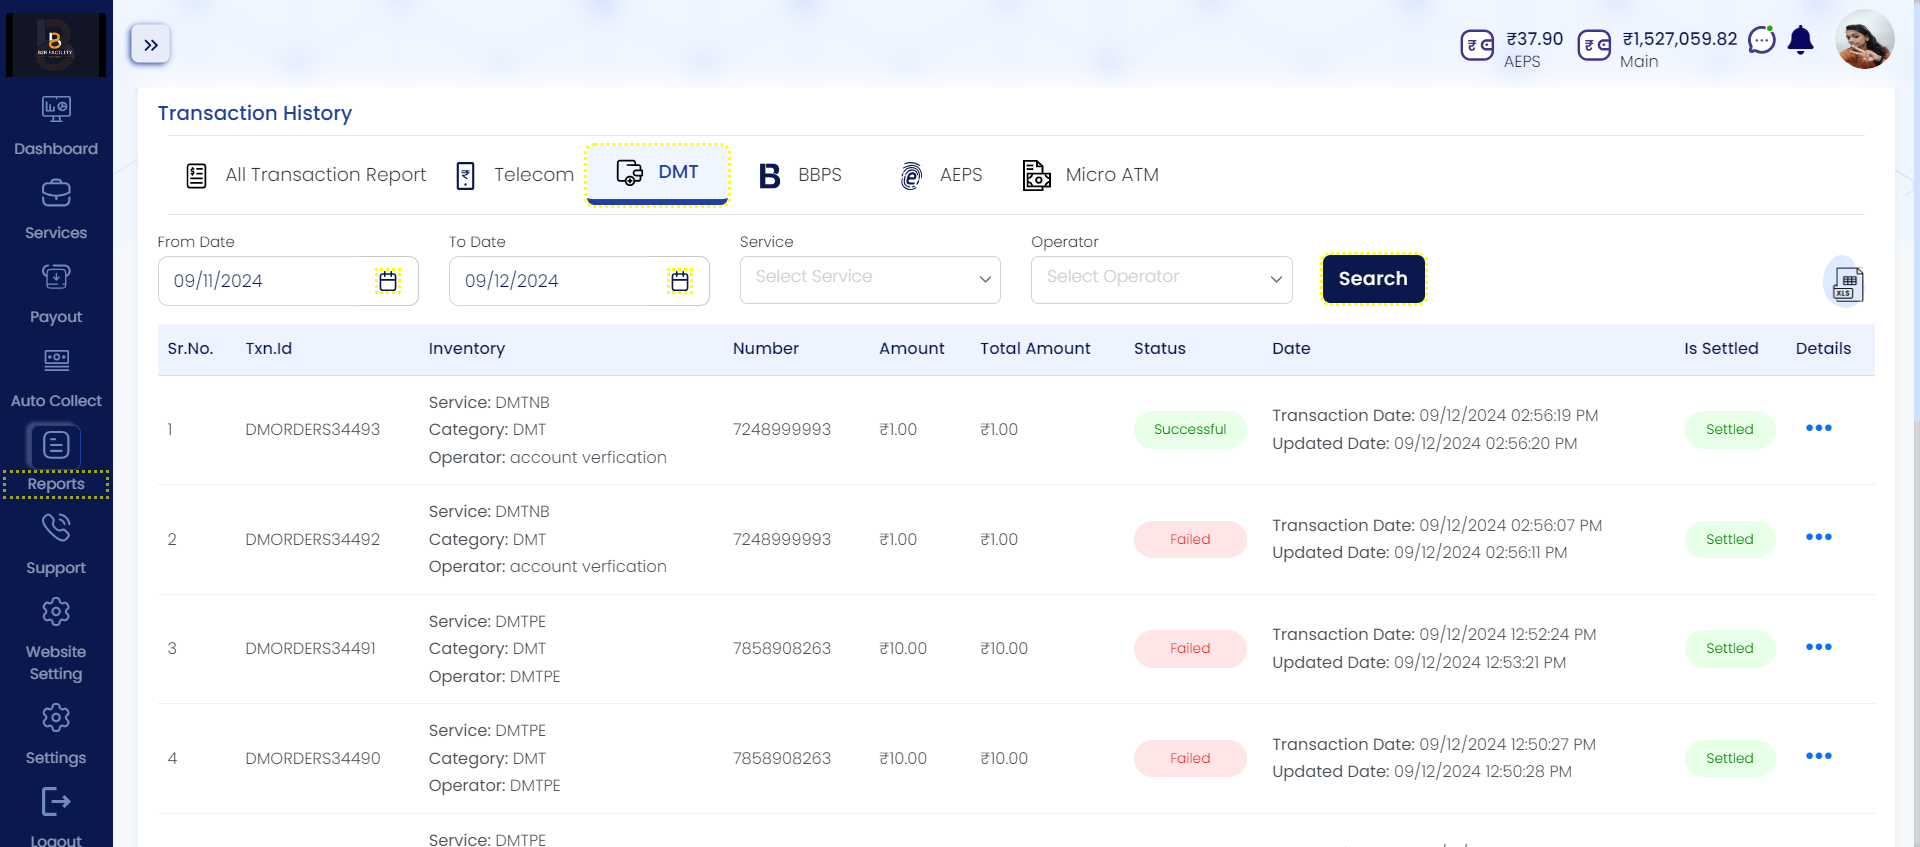 B2B FACILITY
₹37.90
AEPS
₹1,527,059.82
Main
Dashboard
Services
Payout
Auto Collect
Reports
Support
Website
Setting
Settings
Logout
Transaction History
All Transaction Report
Telecom
DMT
BBPS
AEPS
Micro ATM
From Date
To Date
Service
Operator
09/11/2024
09/12/2024
Select Service
Select Operator
Search
XLS
Sr.No. Txn.Id Inventory Number Amount Total Amount Status Date Is Settled Details
1 DMORDERS34493
Service: DMTNB
Category: DMT
Operator: account verfication
7248999993 ₹1.00 ₹1.00 Successful
Transaction Date: 09/12/2024 02:56:19 PM
Updated Date: 09/12/2024 02:56:20 PM
Settled
2 DMORDERS34492
Service: DMTNB
Category: DMT
Operator: account verfication
7248999993 ₹1.00 ₹1.00 Failed
Transaction Date: 09/12/2024 02:56:07 PM
Updated Date: 09/12/2024 02:56:11 PM
Settled
3 DMORDERS34491
Service: DMTPE
Category: DMT
Operator: DMTPE
7858908263 ₹10.00 ₹10.00 Failed
Transaction Date: 09/12/2024 12:52:24 PM
Updated Date: 09/12/2024 12:53:21 PM
Settled
4 DMORDERS34490
Service: DMTPE
Category: DMT
Operator: DMTPE
7858908263 ₹10.00 ₹10.00 Failed
Transaction Date: 09/12/2024 12:50:27 PM
Updated Date: 09/12/2024 12:50:28 PM
Settled
Service: DMTPE